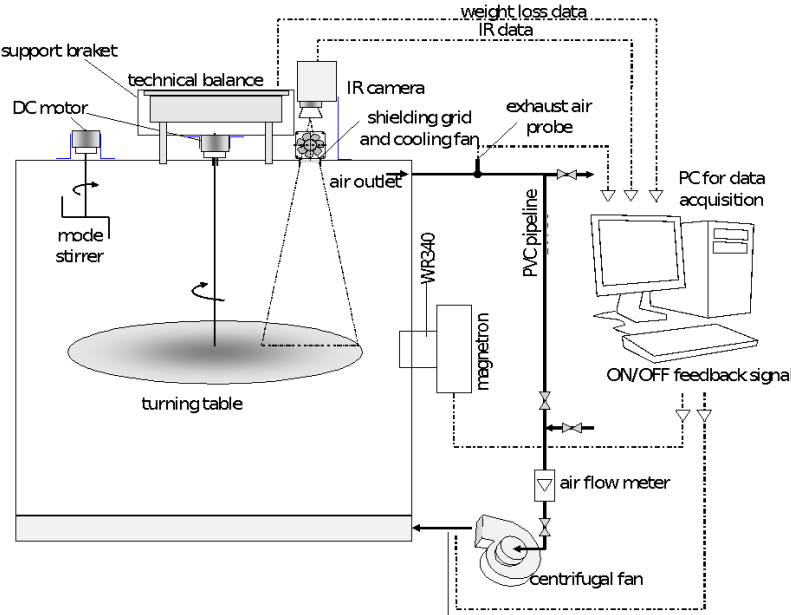 weight loss data
IR data
support braket
technical balance
IR camera
DC motor
shielding grid
and cooling fan
exhaust air
probe
air outlet
PC for data
acquisition
mode
stirrer
WR340
PVC pipeline
magnetron
ON/OFF feedback signal
turning table
air flow meter
centrifugal fan